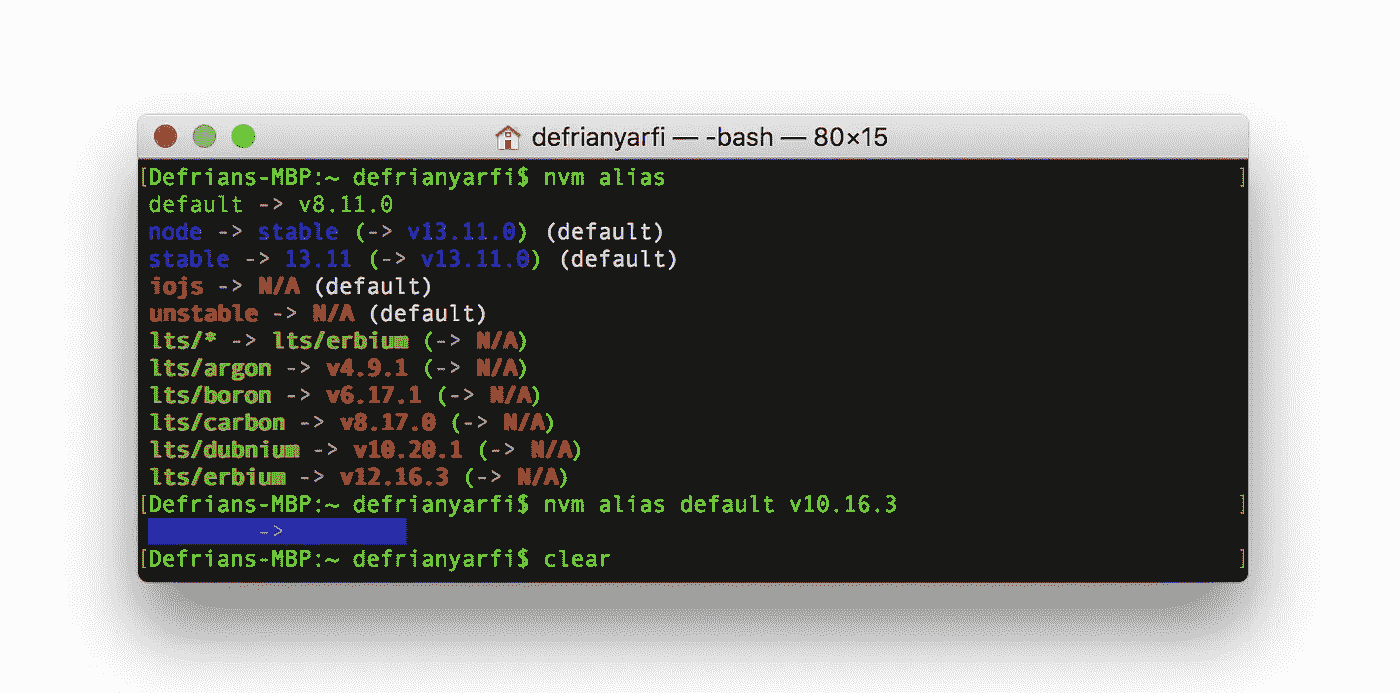 defrianyarfi — -bash — 80×15
[Defrians-MBP:~ defrianyarfi$ nvm alias ]
default -> v8.11.0
node -> stable (-> v13.11.0) (default)
stable -> 13.11 (-> v13.11.0) (default)
iojs -> N/A (default)
unstable -> N/A (default)
lts/* -> lts/erbium (-> N/A)
lts/argon -> v4.9.1 (-> N/A)
lts/boron -> v6.17.1 (-> N/A)
lts/carbon -> v8.17.0 (-> N/A)
lts/dubnium -> v10.20.1 (-> N/A)
lts/erbium -> v12.16.3 (-> N/A)
[Defrians-MBP:~ defrianyarfi$ nvm alias default v10.16.3 ]
->
[Defrians-MBP:~ defrianyarfi$ clear ]